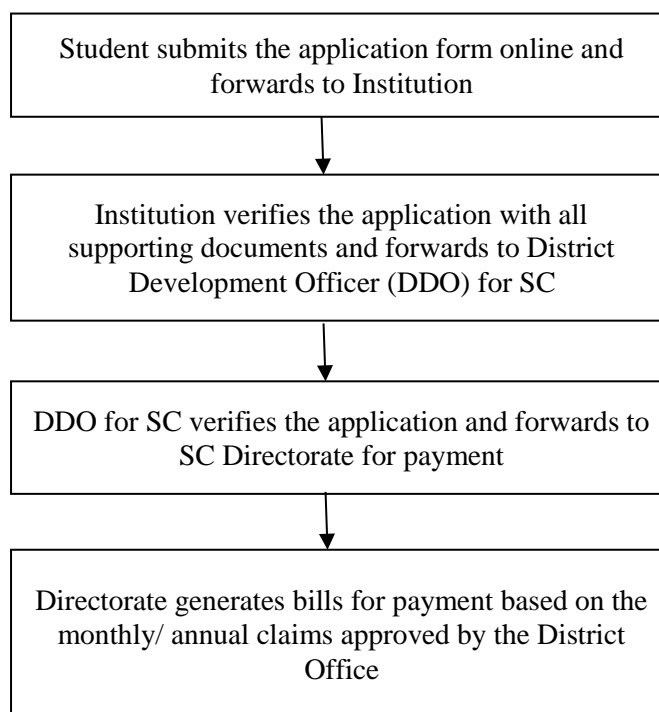 Student submits the application form online and
forwards to Institution
Institution verifies the application with all
supporting documents and forwards to District
Development Officer (DDO) for SC
DDO for SC verifies the application and forwards to
SC Directorate for payment
Directorate generates bills for payment based on the
monthly/ annual claims approved by the District
Office